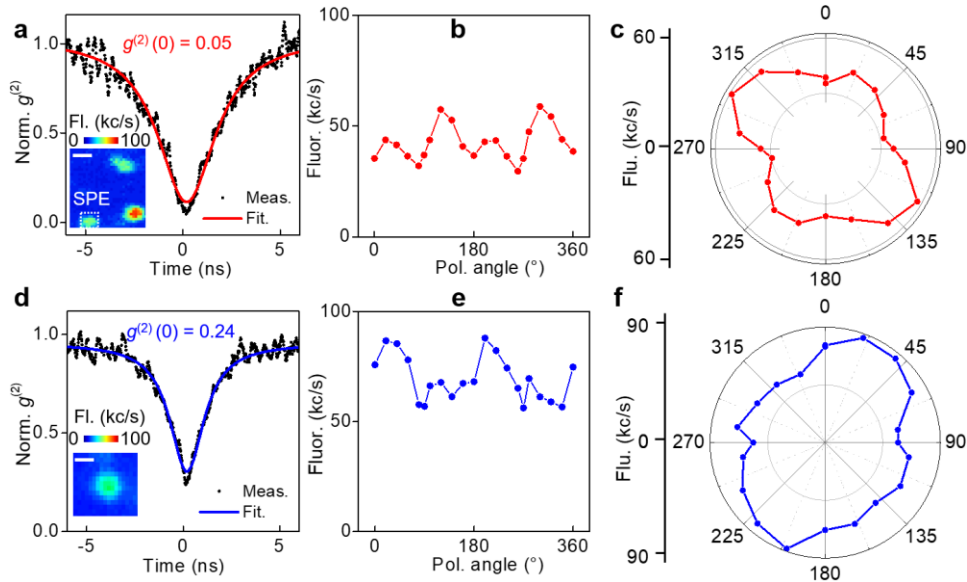 a
1.0
0.5
0.0
Norm. g(2)
g(2) (0) = 0.05
Fl. (kc/s)
0 100
SPE
Meas.
Fit.
-5 0 5
Time (ns)
b
100
50
0
Fluor. (kc/s)
0 180 360
Pol. angle (°)
c
60
0
60
Flu. (kc/s)
0
45
90
135
180
225
270
315
d
1.0
0.5
0.0
Norm. g(2)
g(2) (0) = 0.24
Fl. (kc/s)
0 100
Meas.
Fit.
-5 0 5
Time (ns)
e
100
50
0
Fluor. (kc/s)
0 180 360
Pol. angle (°)
f
90
0
90
Flu. (kc/s)
0
45
90
135
180
225
270
315